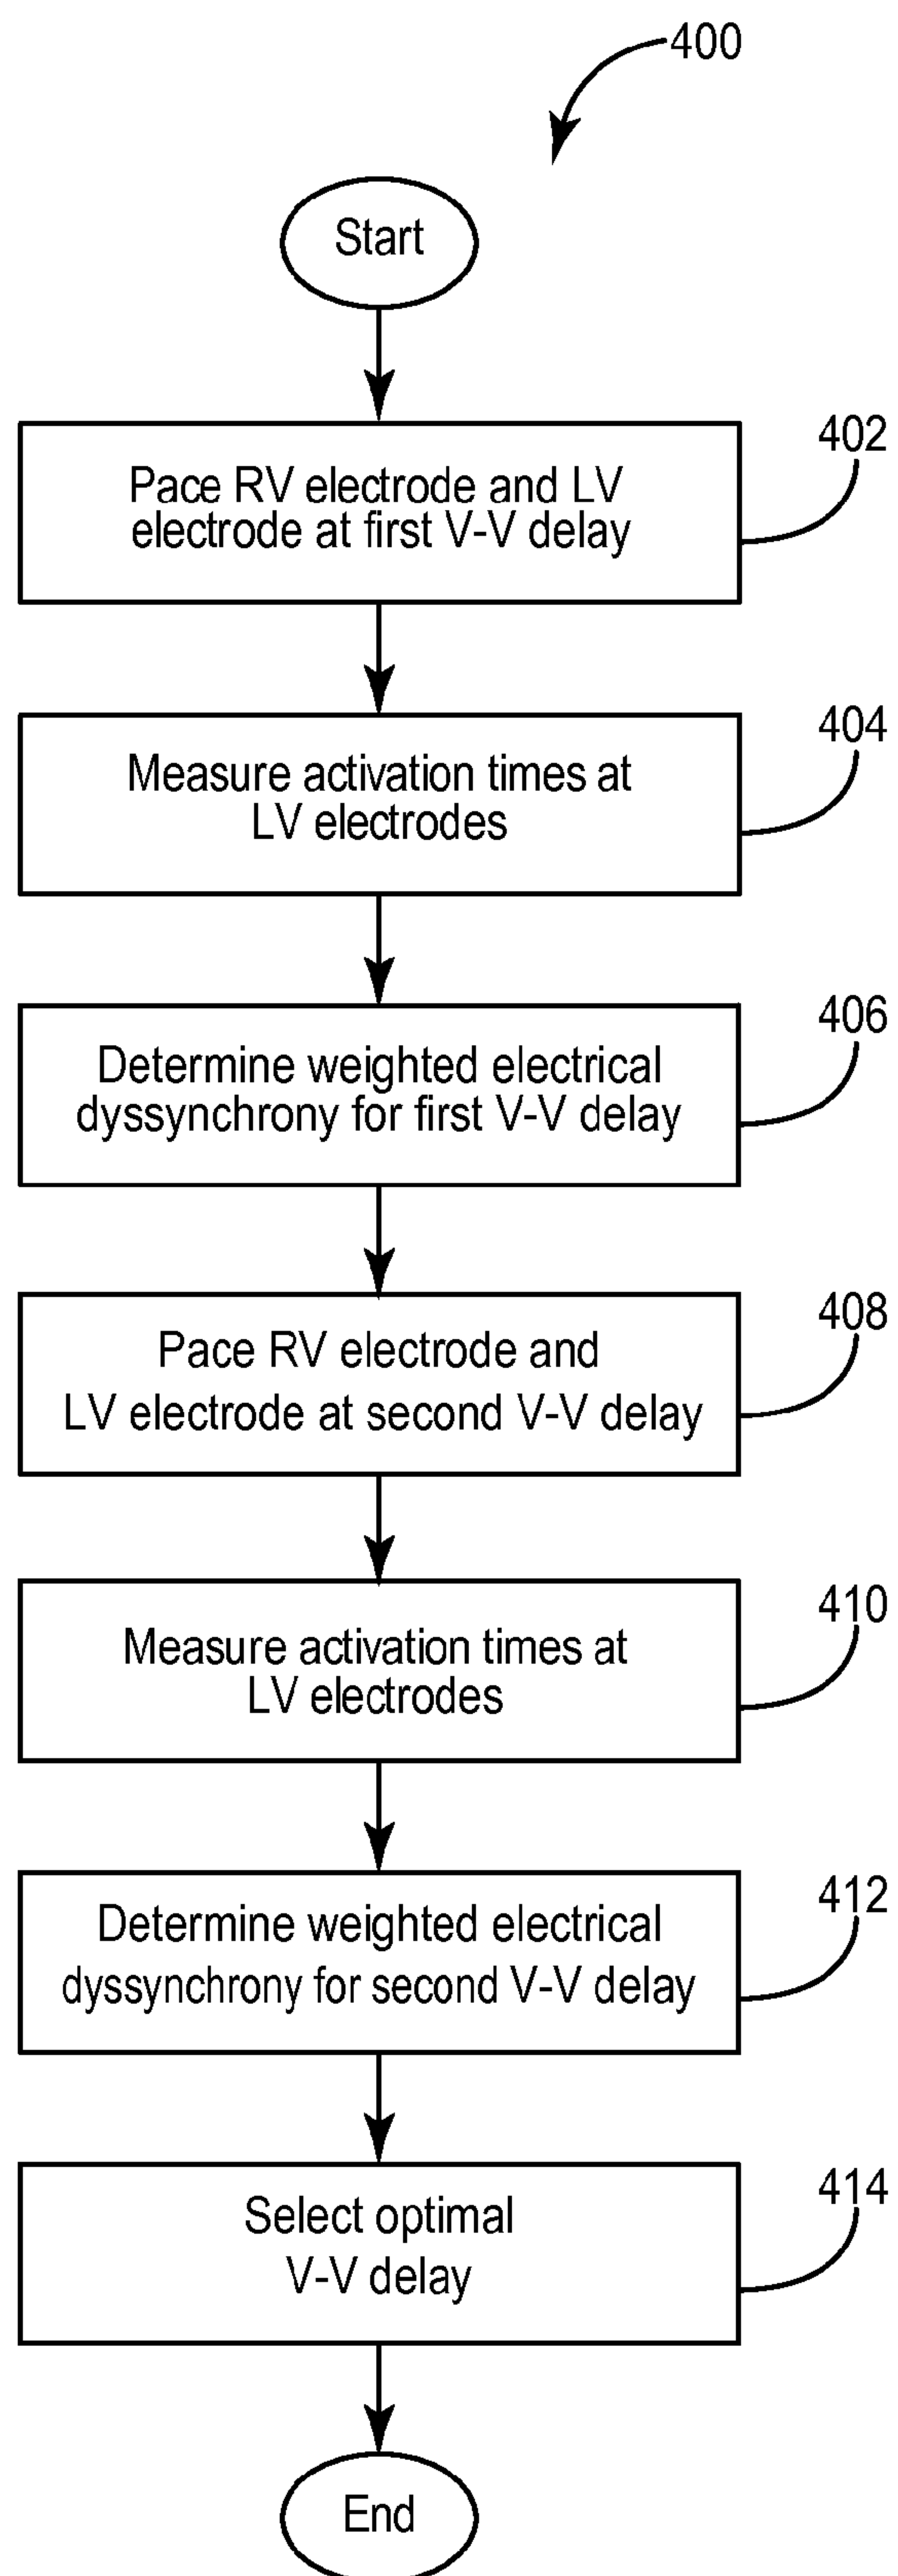 400
Start
402
Pace RV electrode and LV
electrode at first V-V delay
404
Measure activation times at
LV electrodes
406
Determine weighted electrical
dyssynchrony for first V-V delay
408
Pace RV electrode and
LV electrode at second V-V delay
410
Measure activation times at
LV electrodes
412
Determine weighted electrical
dyssynchrony for second V-V delay
414
Select optimal
V-V delay
End